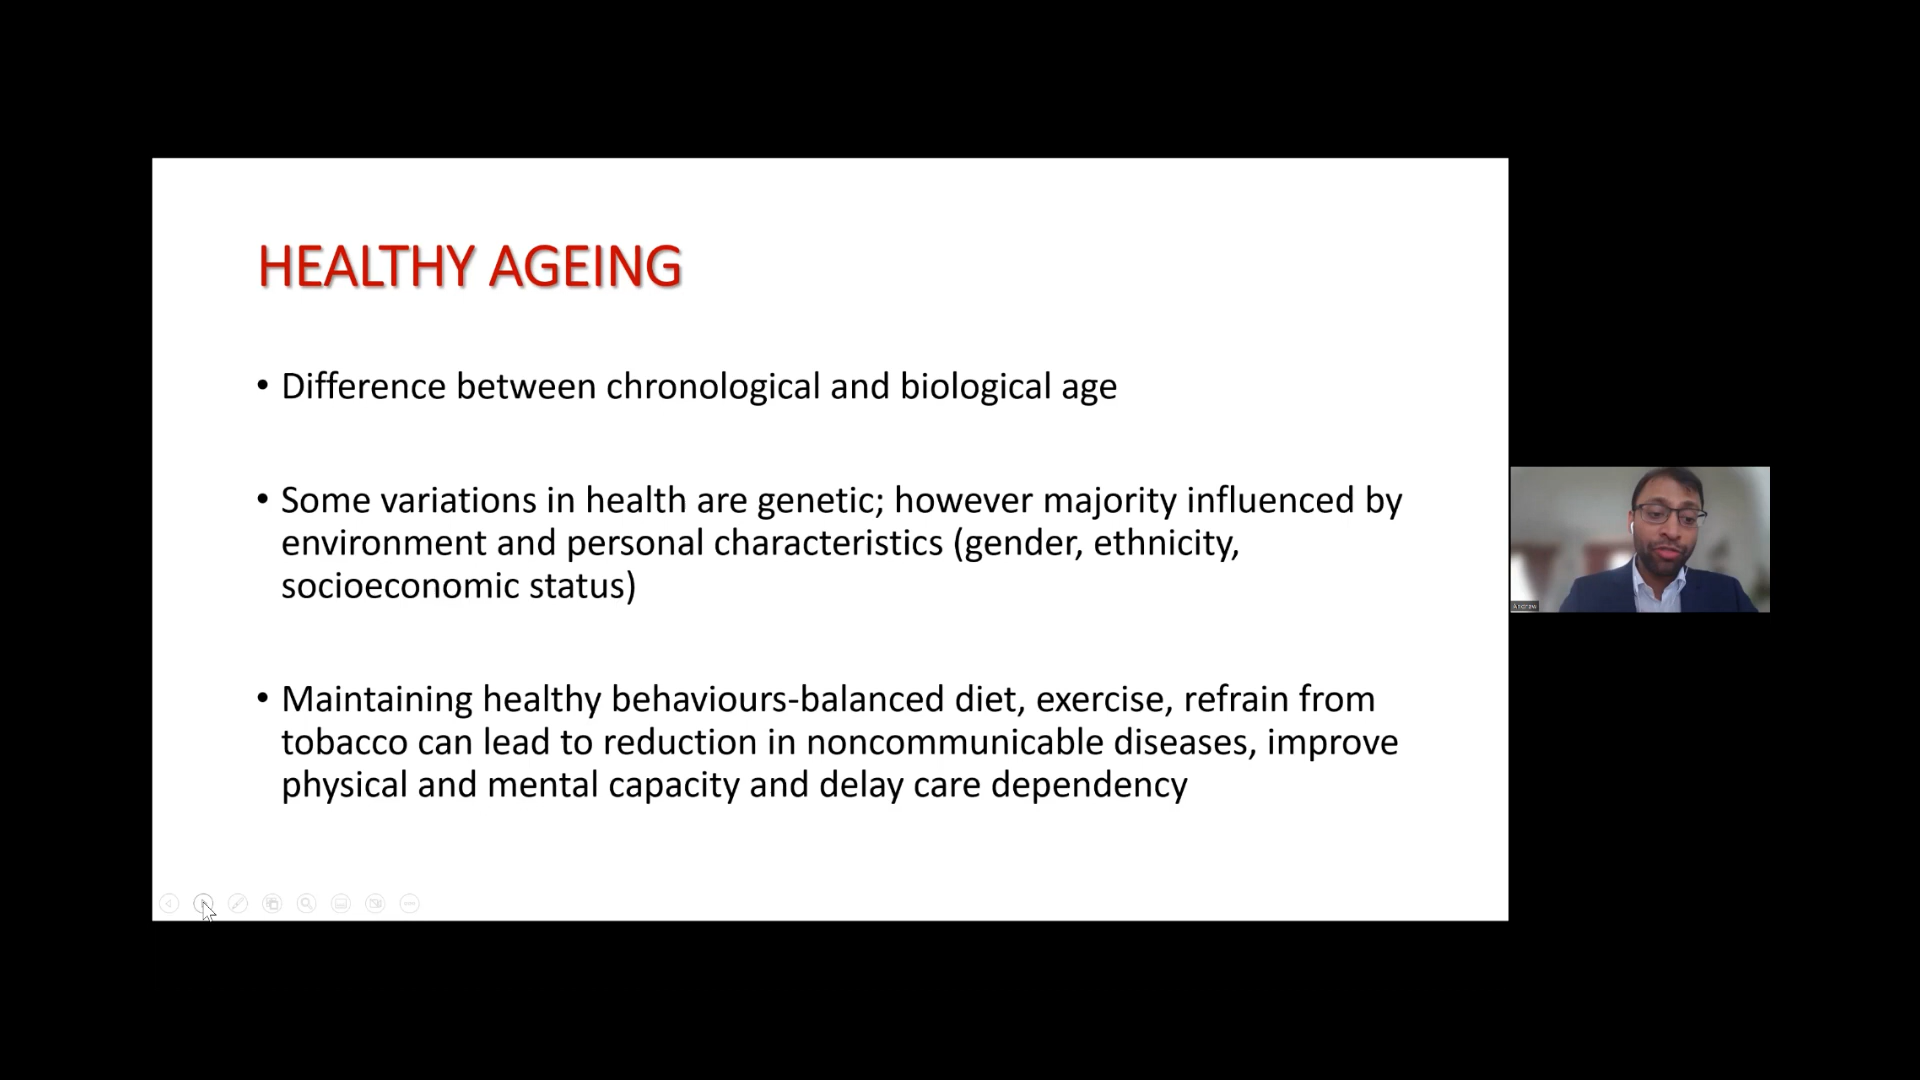 HEALTHY AGEING
• Difference between chronological and biological age
• Some variations in health are genetic; however majority influenced by
environment and personal characteristics (gender, ethnicity,
socioeconomic status)
• Maintaining healthy behaviours-balanced diet, exercise, refrain from
tobacco can lead to reduction in noncommunicable diseases, improve
physical and mental capacity and delay care dependency
Andrew